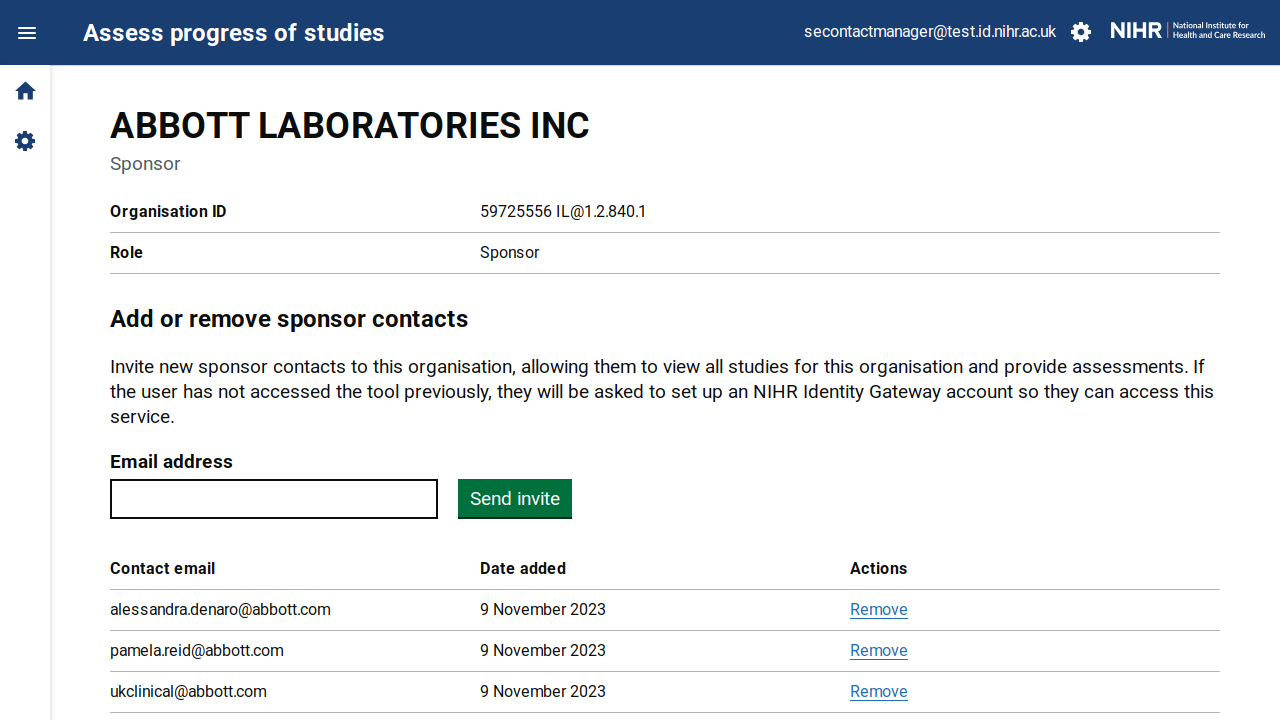 Assess progress of studies
secontactmanager@test.id.nihr.ac.uk
NIHR
National Institute for
Health and Care Research
ABBOTT LABORATORIES INC
Sponsor
Organisation ID 59725556 IL@1.2.840.1
Role Sponsor
Add or remove sponsor contacts
Invite new sponsor contacts to this organisation, allowing them to view all studies for this organisation and provide assessments. If
the user has not accessed the tool previously, they will be asked to set up an NIHR Identity Gateway account so they can access this
service.
Email address
Send invite
Contact email Date added Actions
alessandra.denaro@abbott.com 9 November 2023 Remove
pamela.reid@abbott.com 9 November 2023 Remove
ukclinical@abbott.com 9 November 2023 Remove